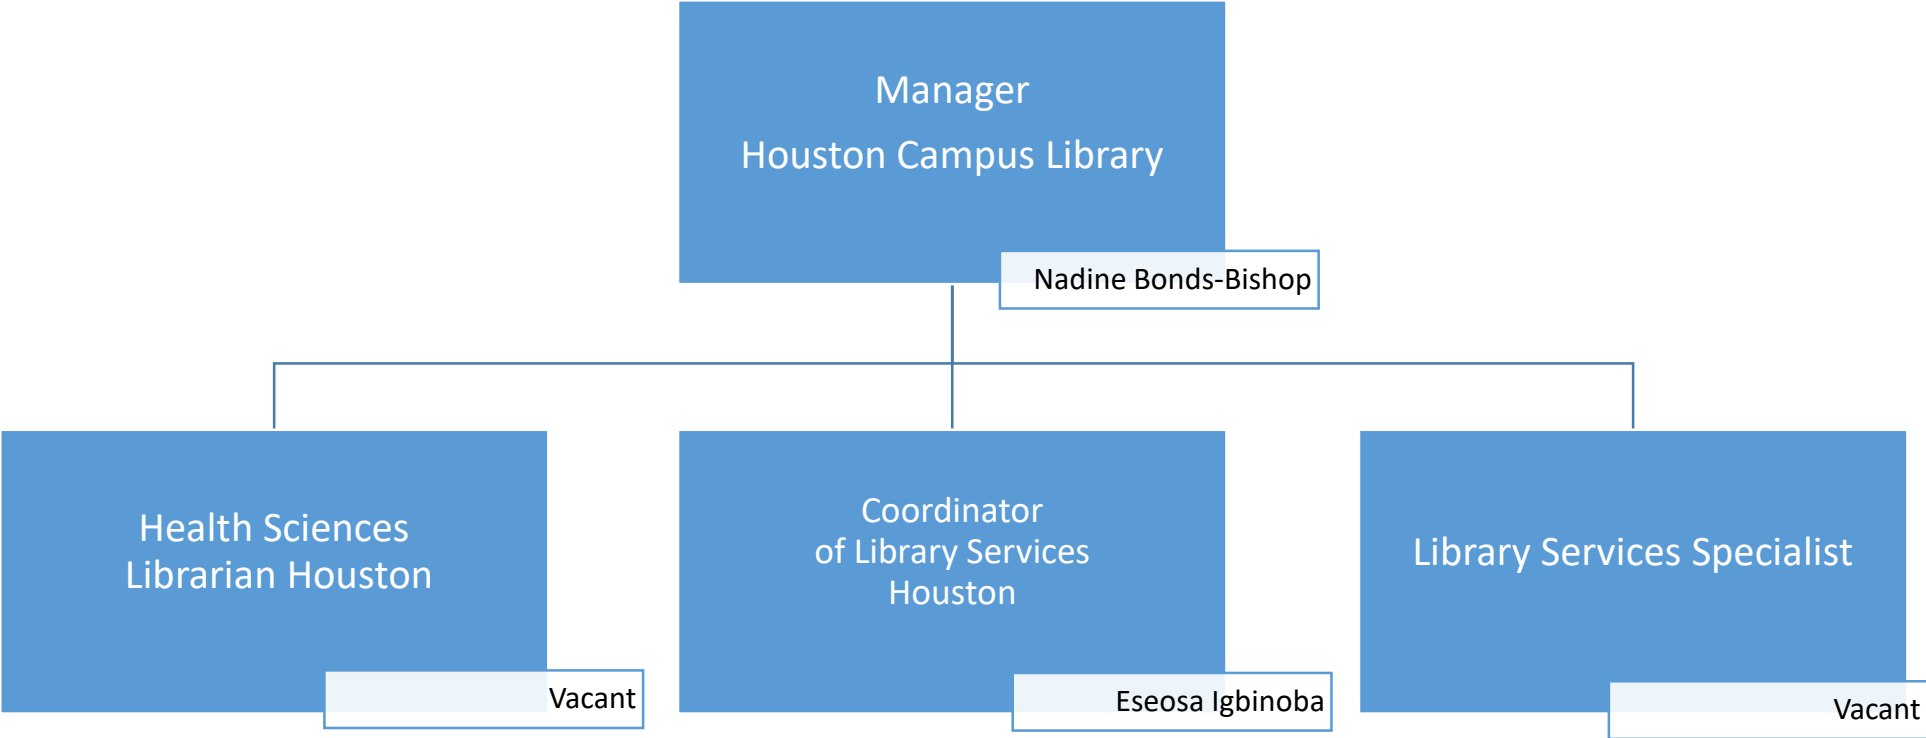 Manager
Houston Campus Library
Nadine Bonds-Bishop
Health Sciences
Librarian Houston
Vacant
Coordinator
of Library Services
Houston
Eseosa Igbinoba
Library Services Specialist
Vacant